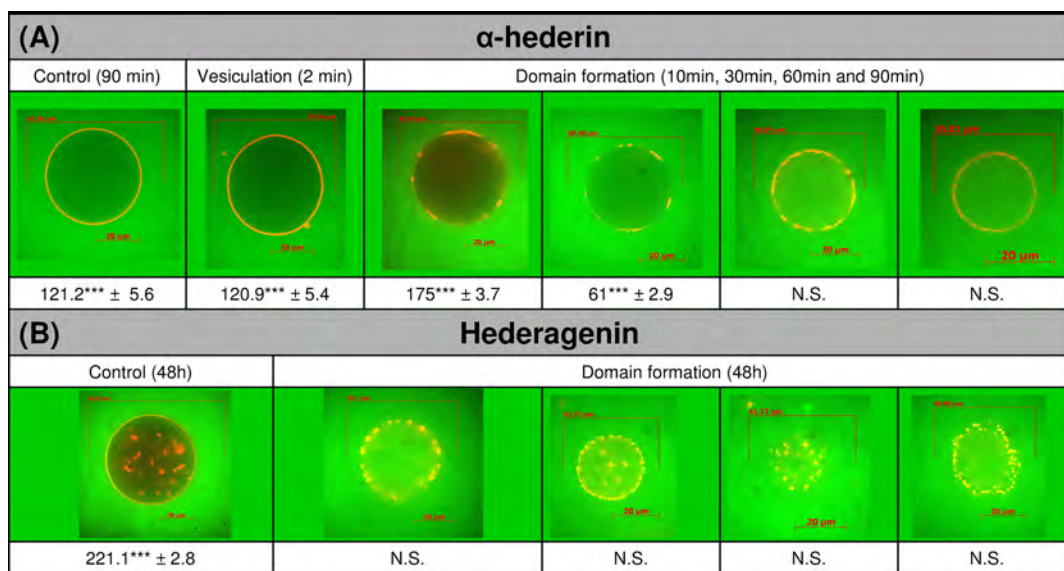 (A) α-hederin
Control (90 min) Vesiculation (2 min) Domain formation (10min, 30min, 60min and 90min)
20 µm 20 µm 20 µm 20 µm 20 µm
121.2*** ± 5.6 120.9*** ± 5.4 175*** ± 3.7 61*** ± 2.9 N.S. N.S.
(B) Hederagenin
Control (48h) Domain formation (48h)
41.33 µm
20 µm 20 µm 20 µm 20 µm
221.1*** ± 2.8 N.S. N.S. N.S. N.S.